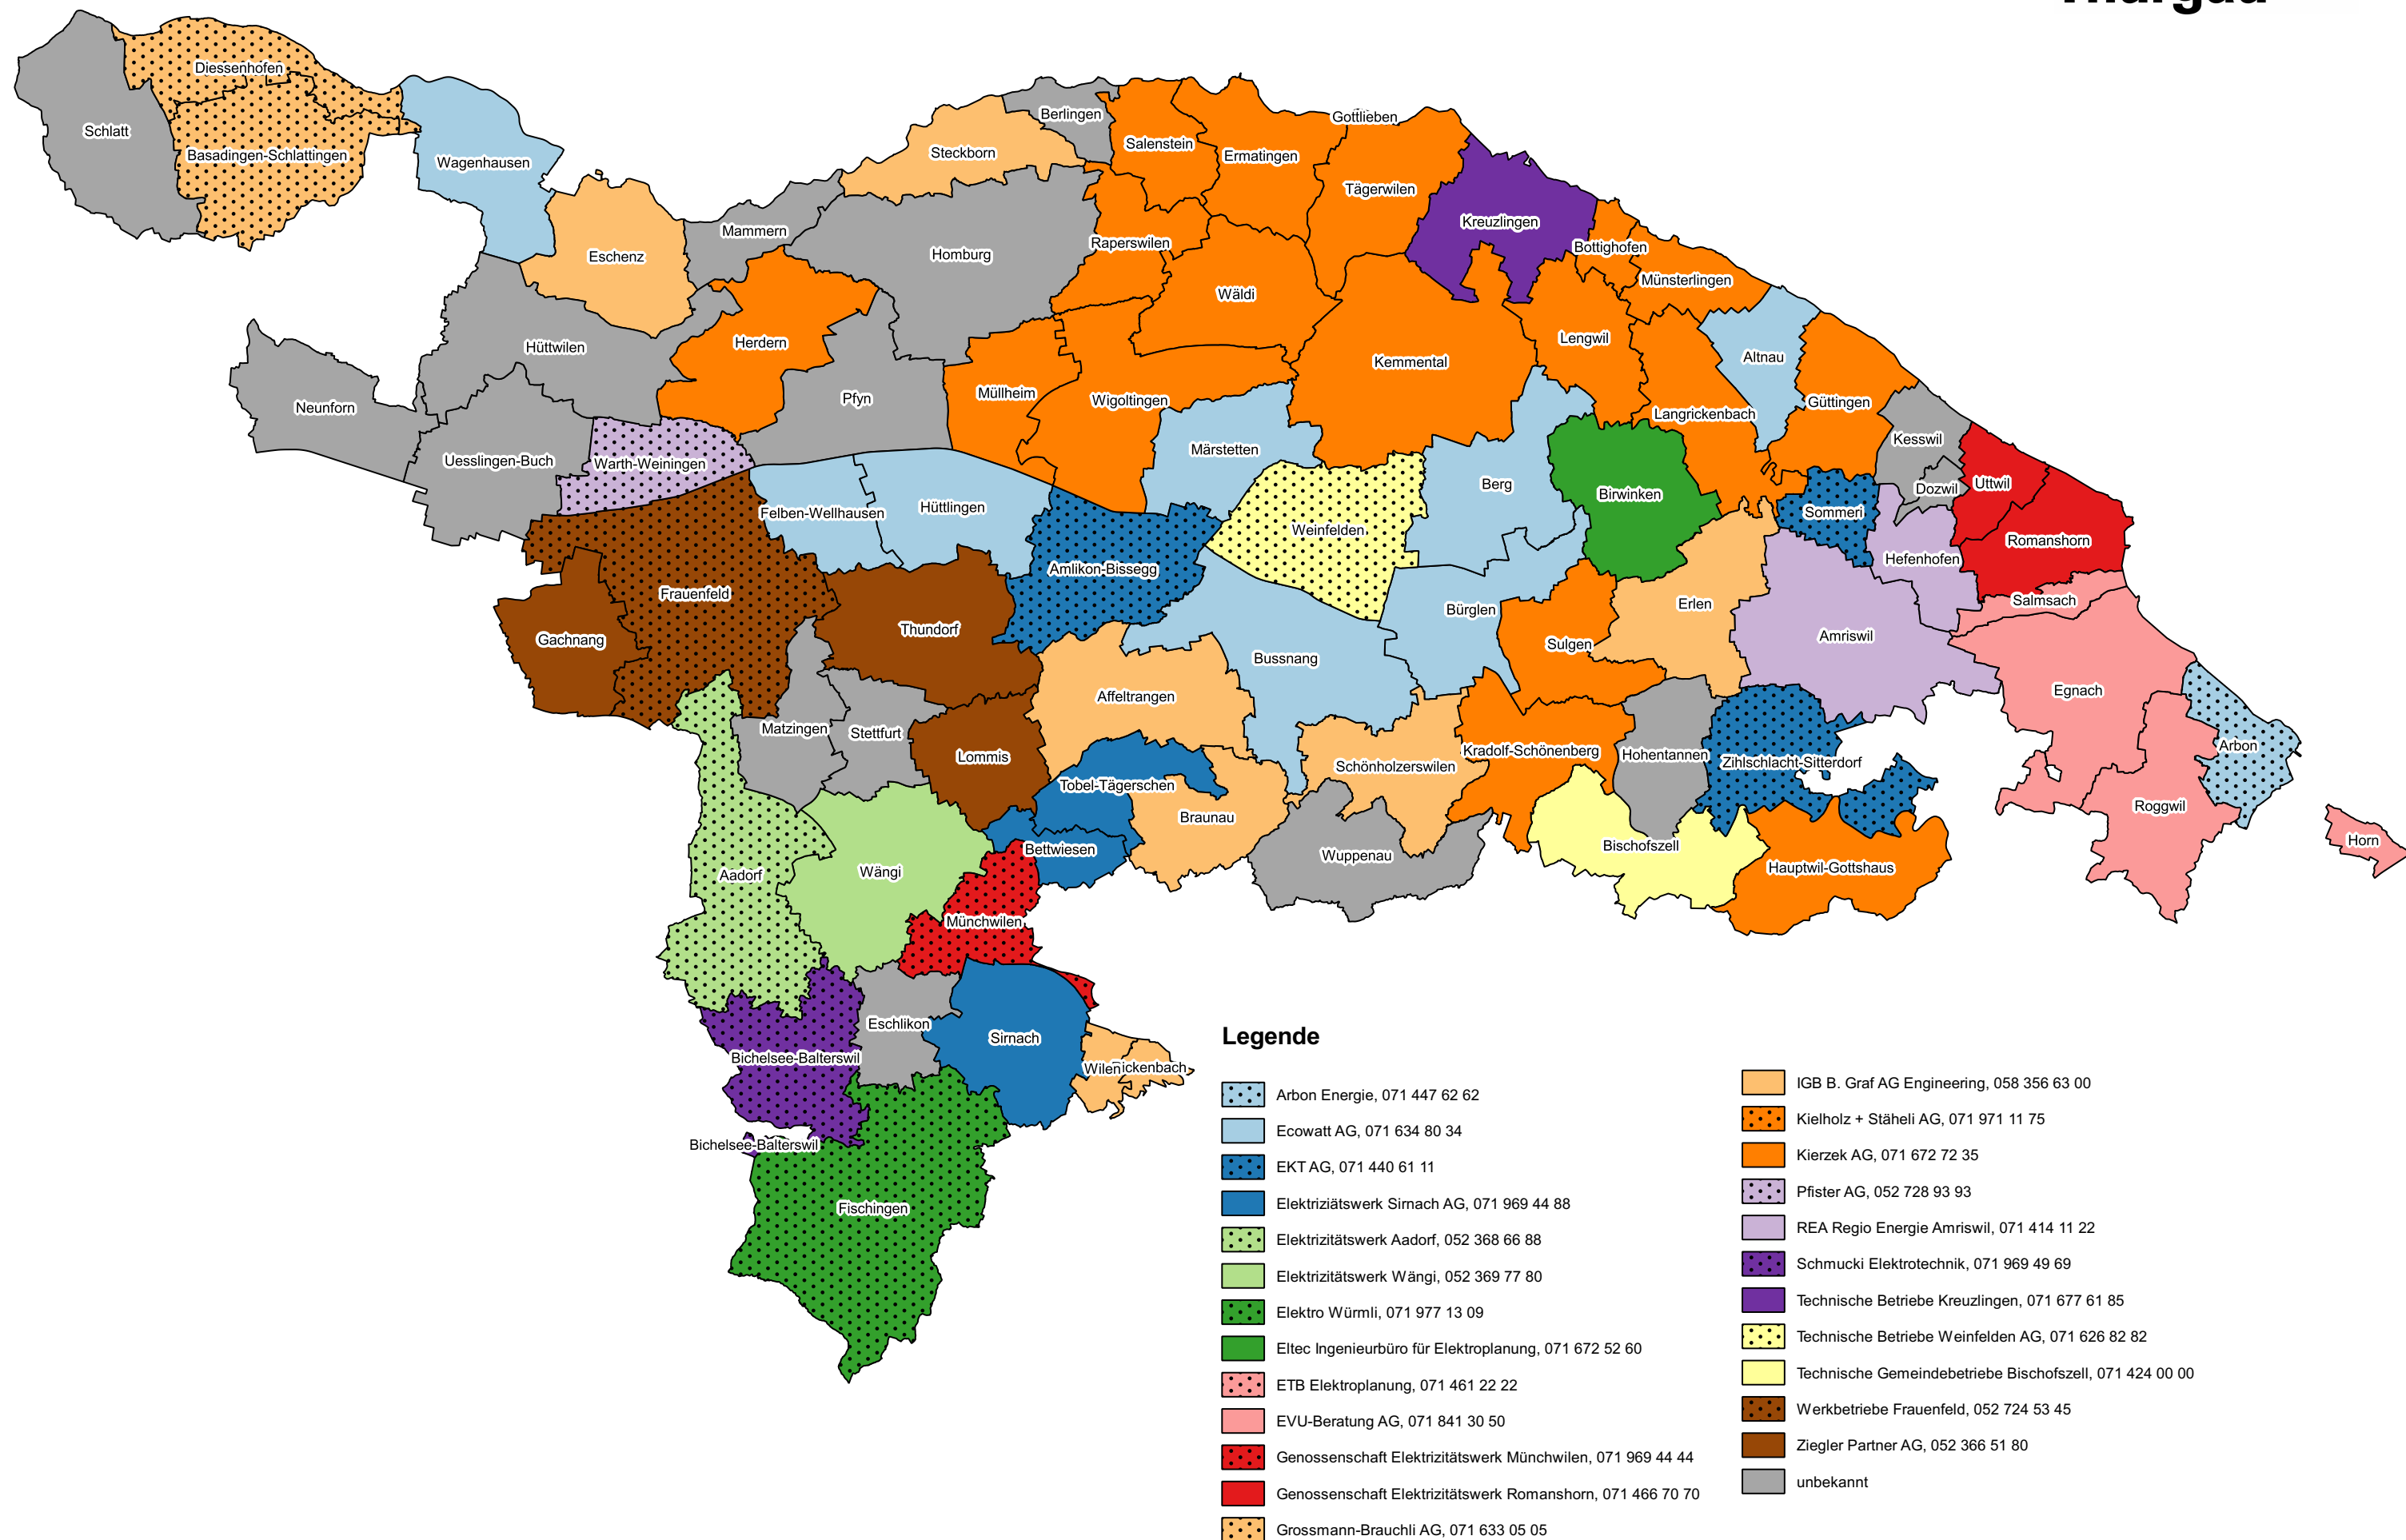 Thurgau
Diessenhofen
Schlatt
Basadingen-Schlattingen
Wagenhausen
Berlingen
Gottlieben
Steckborn
Salenstein
Ermatingen
Tägerwilen
Kreuzlingen
Mammern
Eschenz
Homburg
Raperswilen
Bottighofen
Münsterlingen
Wäldi
Hüttwilen
Herdern
Kemmental
Lengwil
Altnau
Neunforn
Pfyn
Müllheim
Wigoltingen
Langrickenbach
Güttingen
Kesswil
Uesslingen-Buch
Warth-Weiningen
Märstetten
Berg
Birwinken
Dozwil
Uttwil
Felben-Wellhausen
Hüttlingen
Weinfelden
Sommeri
Romanshorn
Amlikon-Bissegg
Hefenhofen
Frauenfeld
Salmsach
Gachnang
Thundorf
Bürglen
Erlen
Sulgen
Amriswil
Bussnang
Affeltrangen
Egnach
Matzingen
Stettfurt
Lommis
Schönholzerswilen
Kradolf-Schönenberg
Hohentannen
Zihlschlacht-Sitterdorf
Arbon
Tobel-Tägerschen
Braunau
Roggwil
Bettwiesen
Wuppenau
Bischofszell
Horn
Aadorf
Wängi
Hauptwil-Gottshaus
Münchwilen
Eschlikon
Sirnach
Bichelsee-Balterswil
Wilen
ickenbach
Bichelsee-Balterswil
Fischingen
Legende
Arbon Energie, 071 447 62 62
Ecowatt AG, 071 634 80 34
EKT AG, 071 440 61 11
Elektriziätswerk Sirnach AG, 071 969 44 88
Elektrizitätswerk Aadorf, 052 368 66 88
Elektrizitätswerk Wängi, 052 369 77 80
Elektro Würmli, 071 977 13 09
Eltec Ingenieurbüro für Elektroplanung, 071 672 52 60
ETB Elektroplanung, 071 461 22 22
EVU-Beratung AG, 071 841 30 50
Genossenschaft Elektrizitätswerk Münchwilen, 071 969 44 44
Genossenschaft Elektrizitätswerk Romanshorn, 071 466 70 70
Grossmann-Brauchli AG, 071 633 05 05
IGB B. Graf AG Engineering, 058 356 63 00
Kielholz + Stäheli AG, 071 971 11 75
Kierzek AG, 071 672 72 35
Pfister AG, 052 728 93 93
REA Regio Energie Amriswil, 071 414 11 22
Schmucki Elektrotechnik, 071 969 49 69
Technische Betriebe Kreuzlingen, 071 677 61 85
Technische Betriebe Weinfelden AG, 071 626 82 82
Technische Gemeindebetriebe Bischofszell, 071 424 00 00
Werkbetriebe Frauenfeld, 052 724 53 45
Ziegler Partner AG, 052 366 51 80
unbekannt